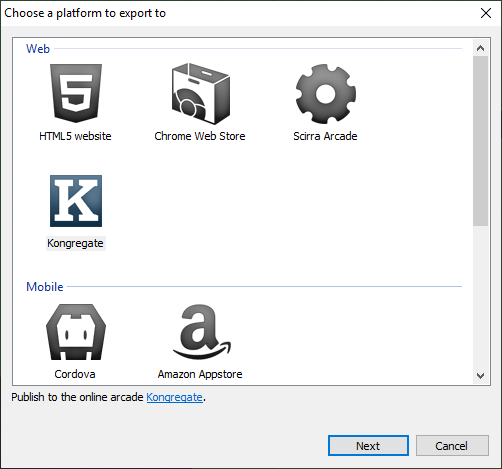 Choose a platform to export to
Web
HTML5 website
Chrome Web Store
Scirra Arcade
Kongregate
Mobile
Cordova
Amazon Appstore
Publish to the online arcade Kongregate.
Next
Cancel